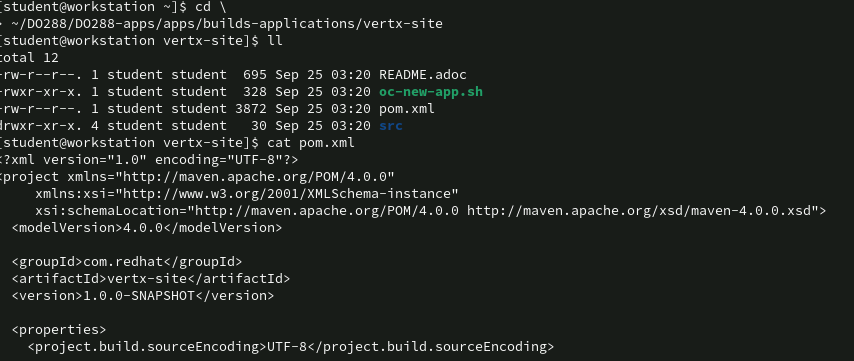 [student@workstation ~]$ cd \
> ~/DO288/DO288-apps/apps/builds-applications/vertx-site
[student@workstation vertx-site]$ ll
total 12
-rw-r--r--. 1 student student  695 Sep 25 03:20 README.adoc
-rwxr-xr-x. 1 student student  328 Sep 25 03:20 oc-new-app.sh
-rw-r--r--. 1 student student 3872 Sep 25 03:20 pom.xml
drwxr-xr-x. 4 student student   30 Sep 25 03:20 src
[student@workstation vertx-site]$ cat pom.xml
<?xml version="1.0" encoding="UTF-8"?>
<project xmlns="http://maven.apache.org/POM/4.0.0"
    xmlns:xsi="http://www.w3.org/2001/XMLSchema-instance"
    xsi:schemaLocation="http://maven.apache.org/POM/4.0.0 http://maven.apache.org/xsd/maven-4.0.0.xsd">
  <modelVersion>4.0.0</modelVersion>

  <groupId>com.redhat</groupId>
  <artifactId>vertx-site</artifactId>
  <version>1.0.0-SNAPSHOT</version>

  <properties>
    <project.build.sourceEncoding>UTF-8</project.build.sourceEncoding>